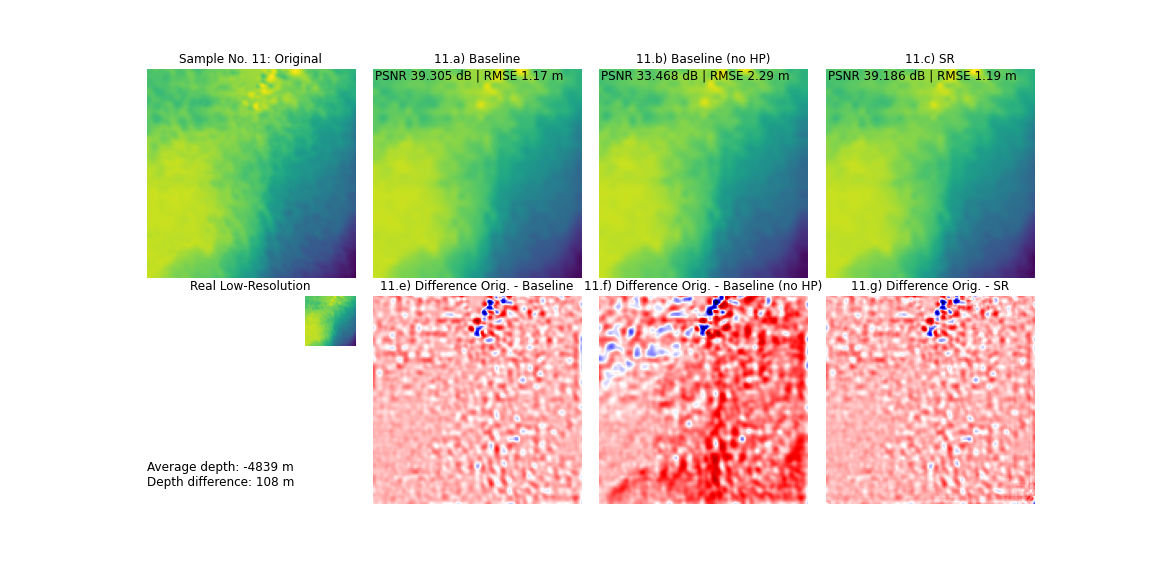 Sample No. 11: Original
11.a) Baseline
11.b) Baseline (no HP)
11.c) SR
PSNR 39.305 dB | RMSE 1.17 m
PSNR 33.468 dB | RMSE 2.29 m
PSNR 39.186 dB | RMSE 1.19 m
Real Low-Resolution
11.e) Difference Orig. - Baseline
11.f) Difference Orig. - Baseline (no HP)
11.g) Difference Orig. - SR
Average depth: -4839 m
Depth difference: 108 m